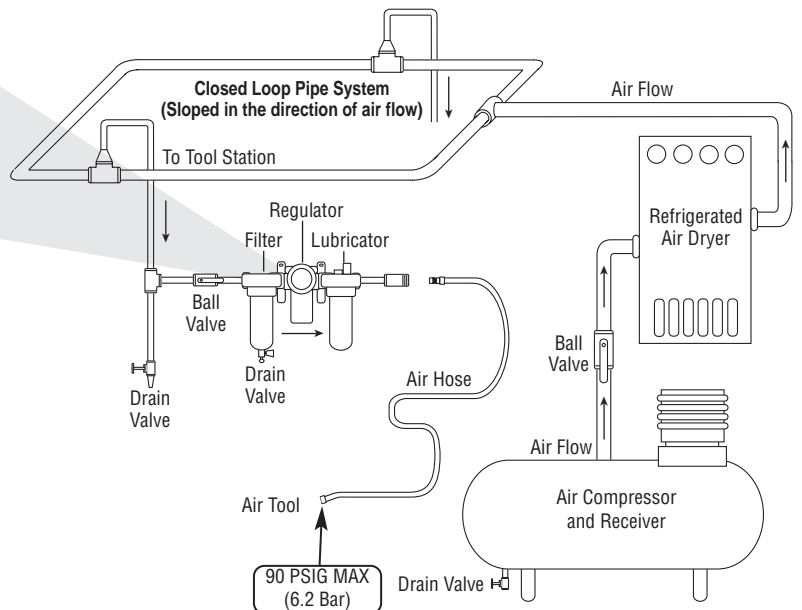 Closed Loop Pipe System
(Sloped in the direction of air flow)
Air Flow
To Tool Station
Regulator
Filter
Lubricator
Refrigerated
Air Dryer
Ball
Valve
Drain
Valve
Drain
Valve
Ball
Valve
Air Hose
Air Flow
Air Tool
Air Compressor
and Receiver
90 PSIG MAX
(6.2 Bar)
Drain Valve